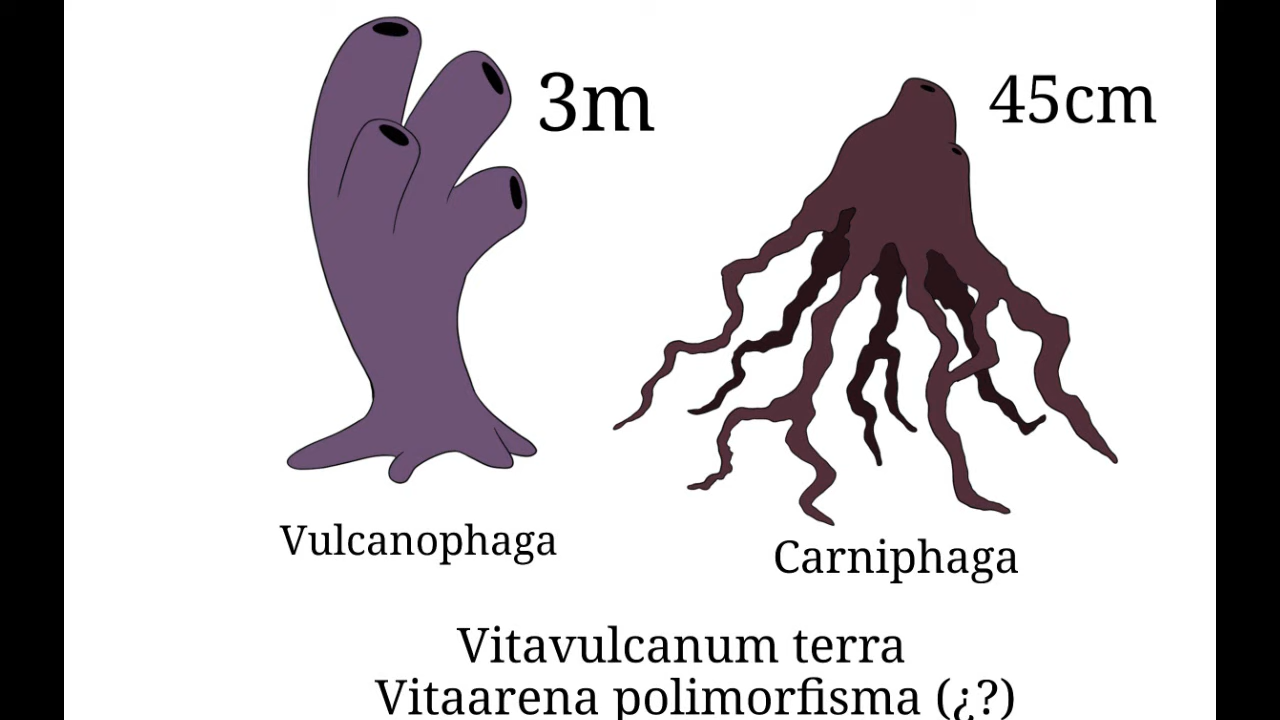 3m
45cm
Vulcanophaga
Carniphaga
Vitavulcanum terra
Vitaarena polimorfisma (¿?)